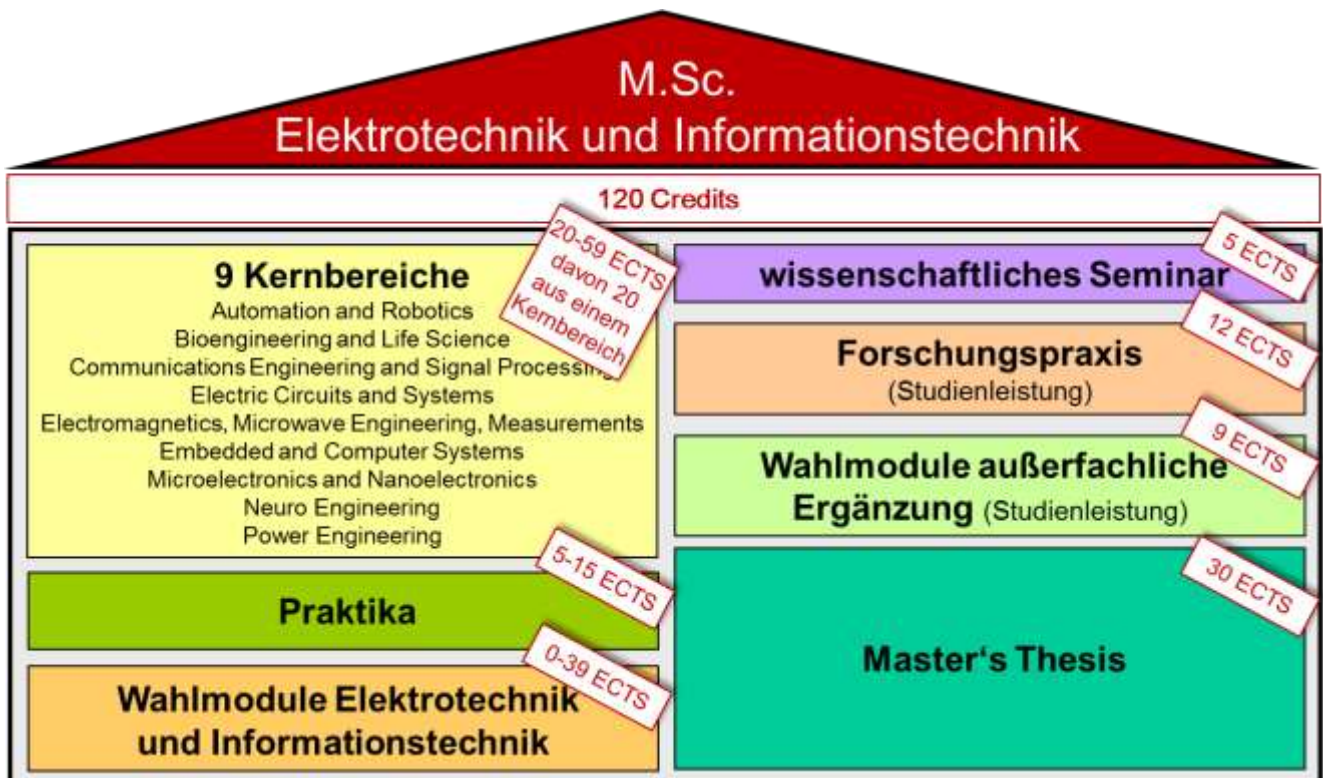 M.Sc.
Elektrotechnik und Informationstechnik
120 Credits
9 Kernbereiche
Automation and Robotics
Bioengineering and Life Science
Communications Engineering and Signal Processing
Electric Circuits and Systems
Electromagnetics, Microwave Engineering, Measurements
Embedded and Computer Systems
Microelectronics and Nanoelectronics
Neuro Engineering
Power Engineering
20-59 ECTS
davon 20
aus einem
Kernbereich
Praktika
5-15 ECTS
Wahlmodule Elektrotechnik
und Informationstechnik
0-39 ECTS
wissenschaftliches Seminar
5 ECTS
Forschungspraxis
(Studienleistung)
12 ECTS
Wahlmodule außerfachliche
Ergänzung (Studienleistung)
9 ECTS
Master's Thesis
30 ECTS